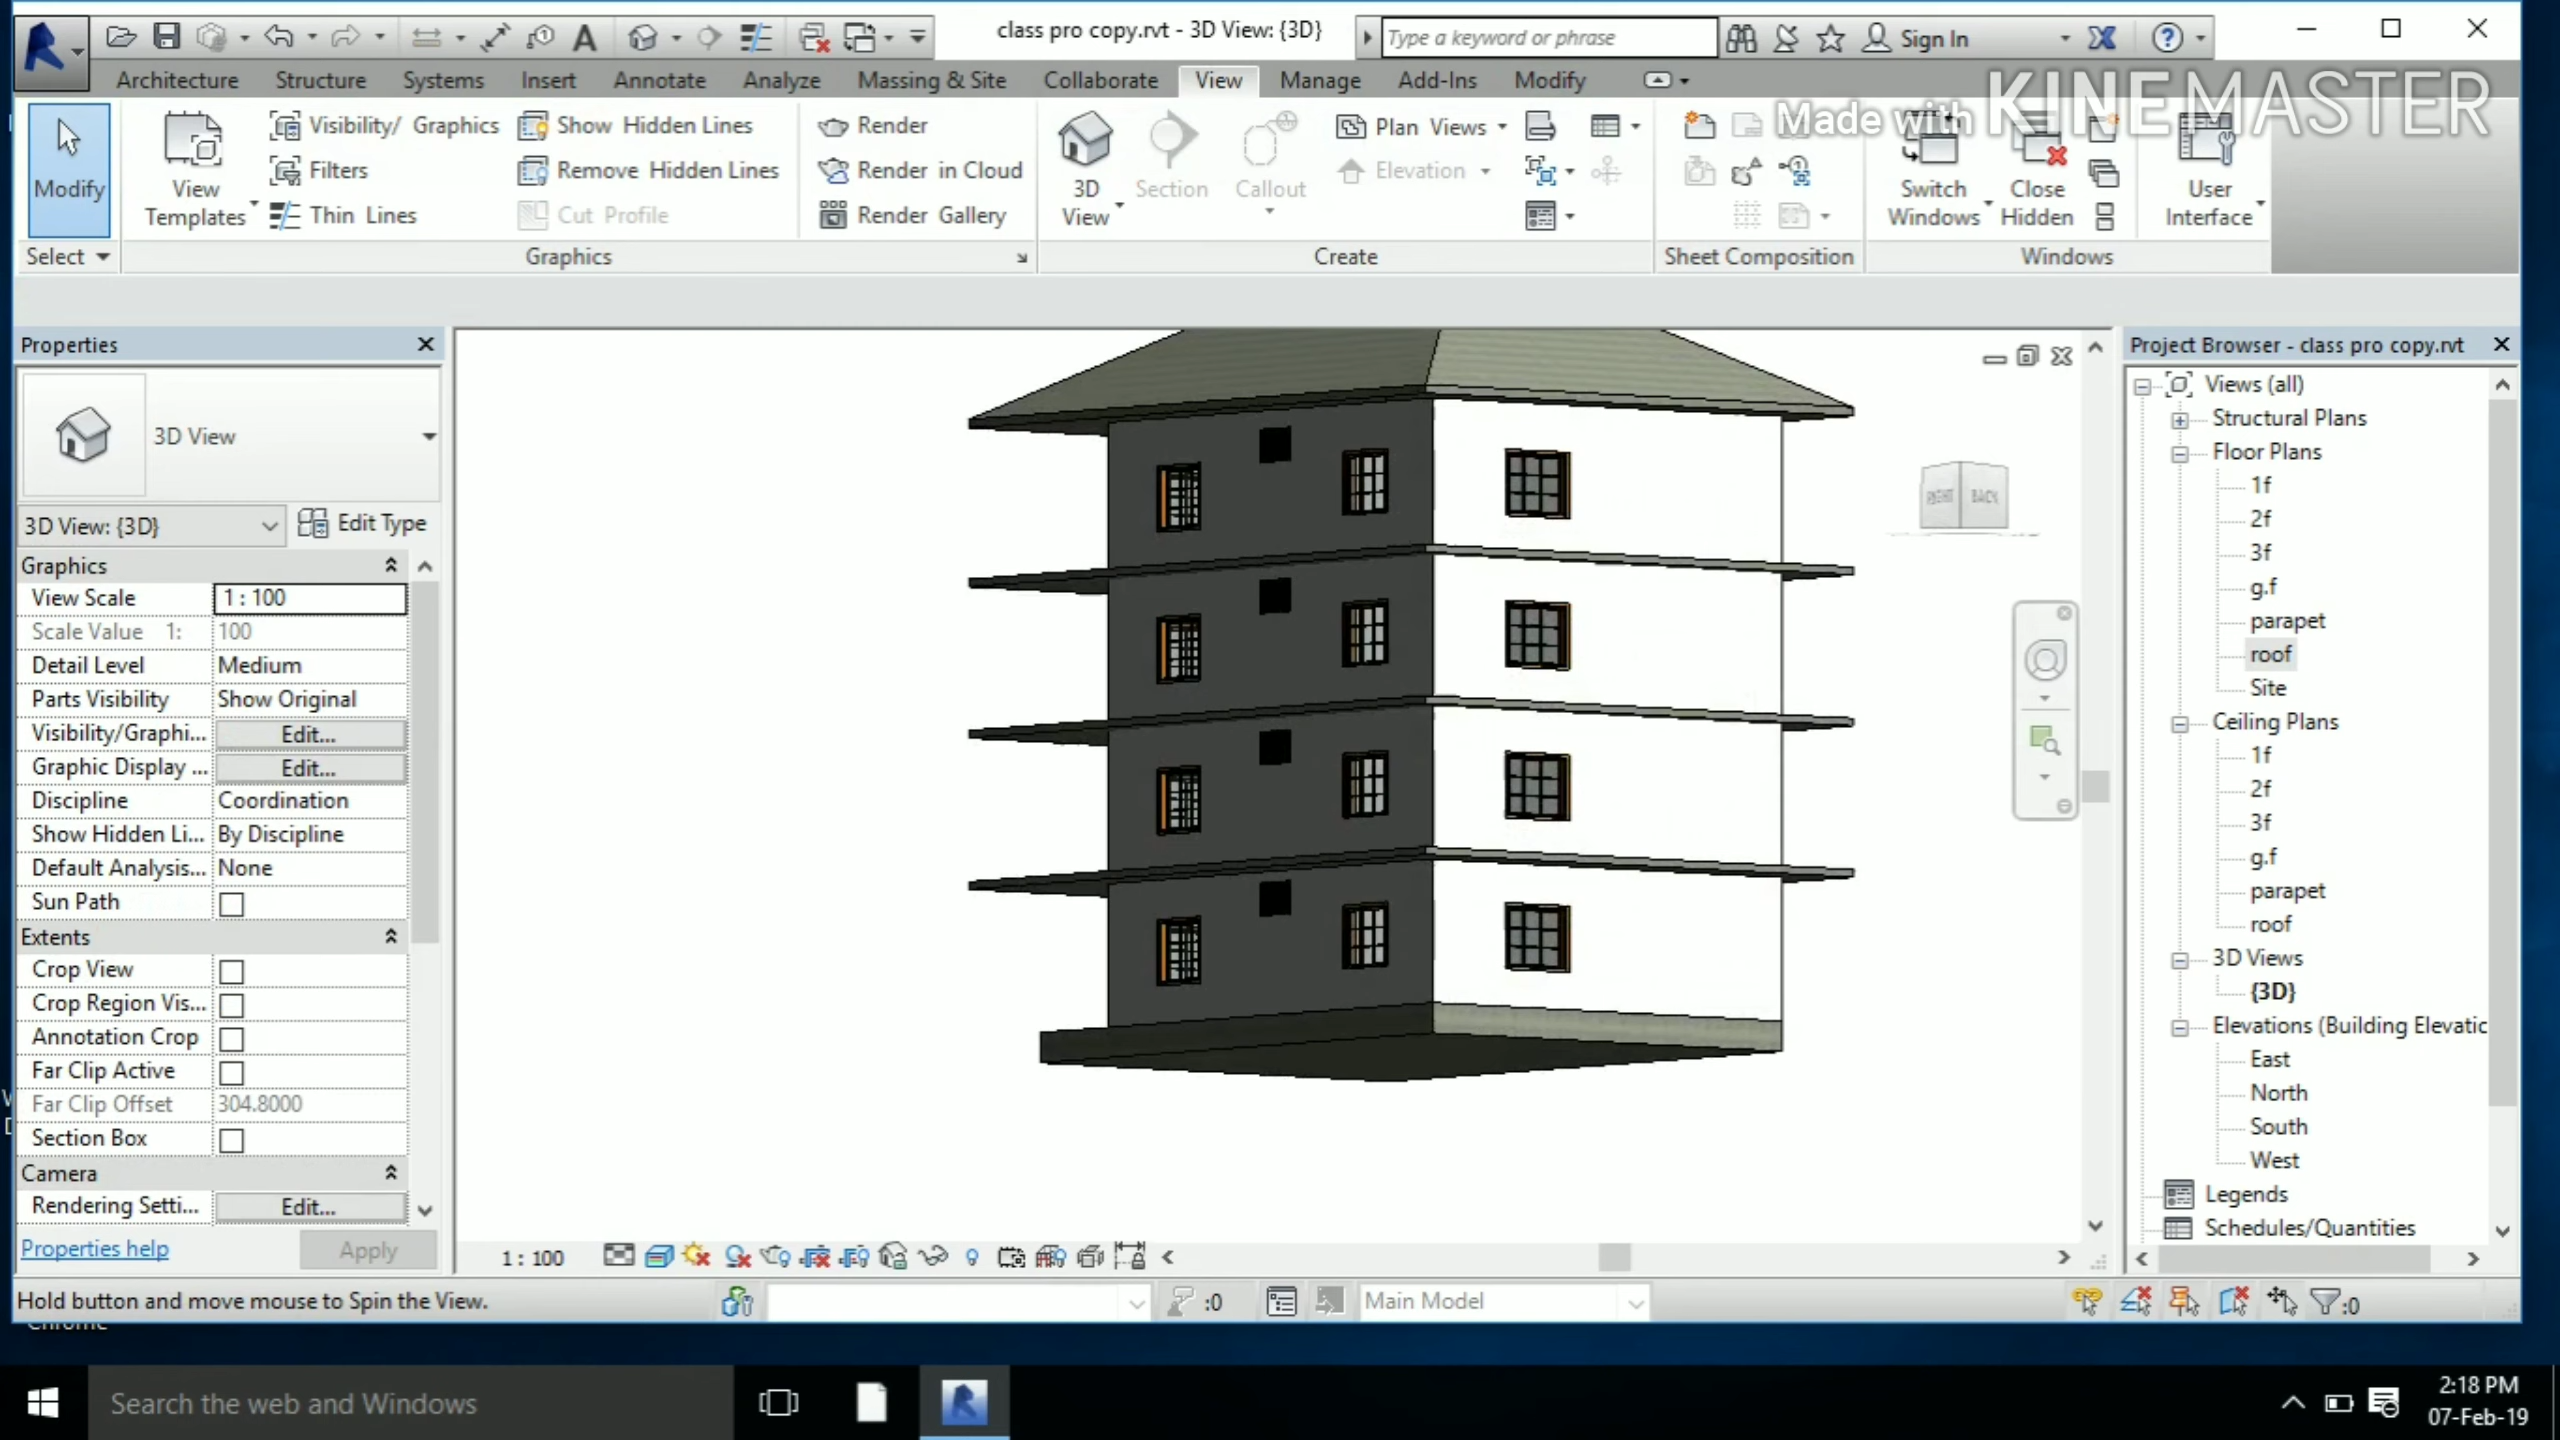 class pro copy.rvt - 3D View: {3D}
Type a keyword or phrase
Sign In
Architecture Structure Systems Insert Annotate Analyze Massing & Site Collaborate View Manage Add-Ins Modify
Made with KINEMASTER
Modify
View Templates
Visibility/ Graphics
Filters
Thin Lines
Show Hidden Lines
Remove Hidden Lines
Cut Profile
Render
Render in Cloud
Render Gallery
3D View
Section
Callout
Plan Views
Elevation
Switch Windows
Close Hidden
User Interface
Select Graphics Create Sheet Composition Windows
Properties
3D View
3D View: {3D} Edit Type
Graphics
View Scale 1 : 100
Scale Value 1: 100
Detail Level Medium
Parts Visibility Show Original
Visibility/Graphi... Edit...
Graphic Display ... Edit...
Discipline Coordination
Show Hidden Li... By Discipline
Default Analysis... None
Sun Path
Extents
Crop View
Crop Region Vis...
Annotation Crop
Far Clip Active
Far Clip Offset 304.8000
Section Box
Camera
Rendering Setti... Edit...
Properties help Apply
RIGHT BACK
1 : 100
Project Browser - class pro copy.rvt
Views (all)
Structural Plans
Floor Plans
1f
2f
3f
g.f
parapet
roof
Site
Ceiling Plans
1f
2f
3f
g.f
parapet
roof
3D Views
{3D}
Elevations (Building Elevatic
East
North
South
West
Legends
Schedules/Quantities
Hold button and move mouse to Spin the View.
:0
Main Model
:0
Chrome
Search the web and Windows
2:18 PM
07-Feb-19